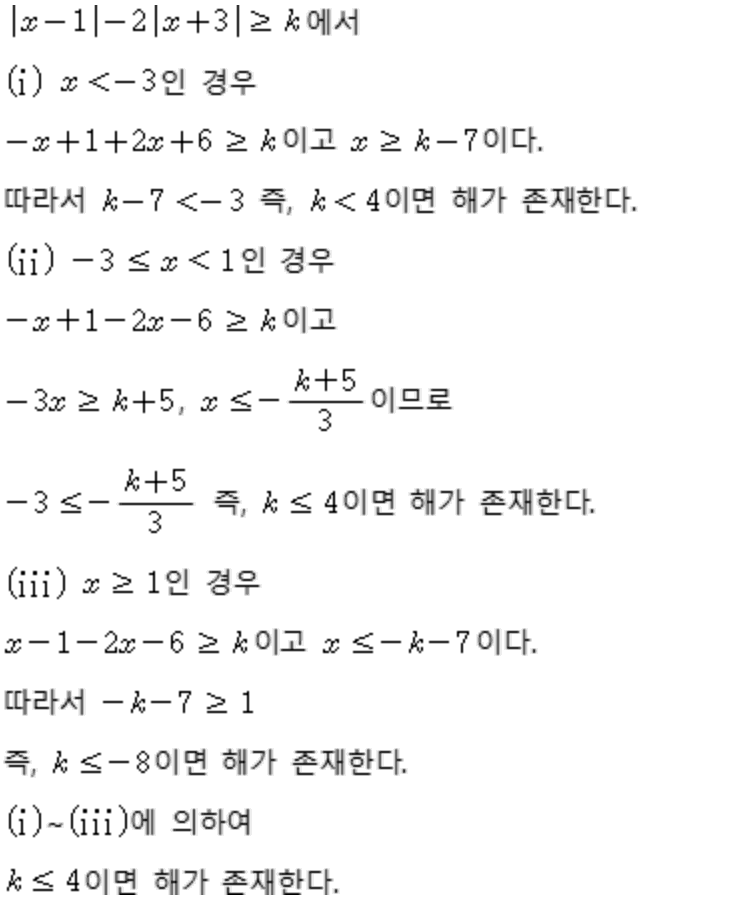 |x−1|−2|x+3| ≥ k에서
(i) x <−3인 경우
−x+1+2x+6 ≥ k이고 x ≥ k−7이다.
따라서 k−7 <−3 즉, k < 4이면 해가 존재한다.
(ii) −3 ≤ x < 1인 경우
−x+1−2x−6 ≥ k이고
−3x ≥ k+5, x ≤ −\frac{k+5}{3}이므로
−3 ≤ −\frac{k+5}{3} 즉, k ≤ 4이면 해가 존재한다.
(iii) x ≥ 1인 경우
x−1−2x−6 ≥ k이고 x ≤−k−7이다.
따라서 −k−7 ≥ 1
즉, k ≤−8이면 해가 존재한다.
(i)~(iii)에 의하여
k ≤ 4이면 해가 존재한다.